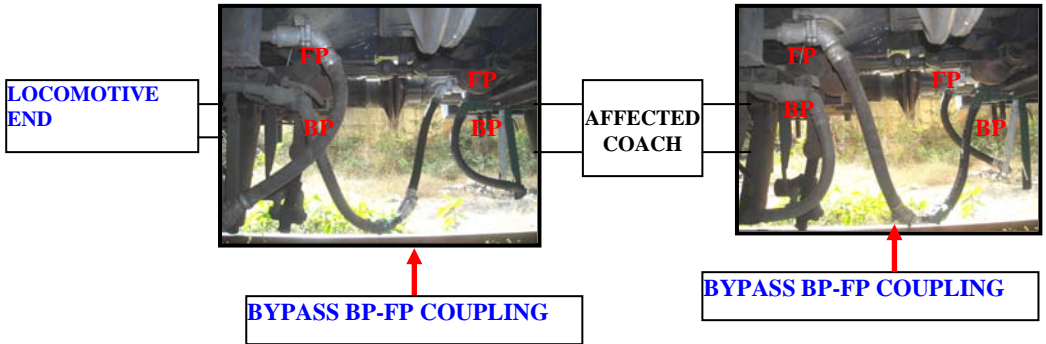 LOCOMOTIVE
END
FP
FP
BP
BP
AFFECTED
COACH
FP
FP
BP
BP
BYPASS BP-FP COUPLING
BYPASS BP-FP COUPLING